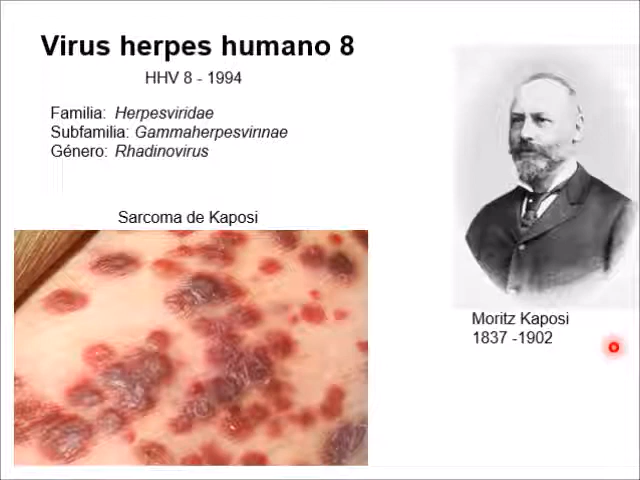 Virus herpes humano 8
HHV 8 - 1994
Familia: Herpesviridae
Subfamilia: Gammaherpesvirinnae
Género: Rhadinovirus
Sarcoma de Kaposi
Moritz Kaposi
1837 -1902